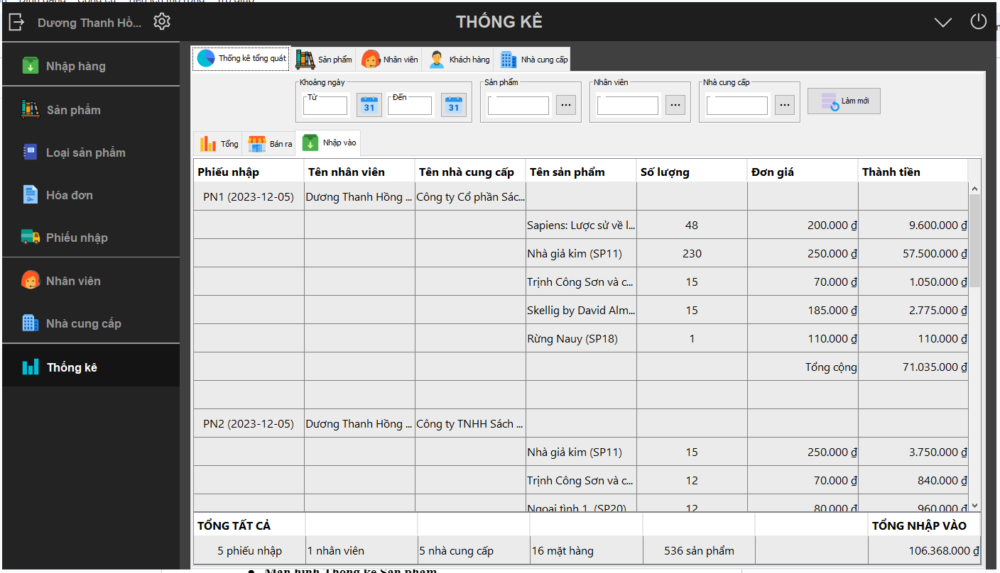 Dương Thanh Hồ... THỐNG KÊ
Nhập hàng
Sản phẩm
Loại sản phẩm
Hóa đơn
Phiếu nhập
Nhân viên
Nhà cung cấp
Thống kê
Thống kê tổng quát Sản phẩm Nhân viên Khách hàng Nhà cung cấp
Khoảng ngày Sản phẩm Nhân viên Nhà cung cấp
Từ 31 Đến 31 ... ... ... Làm mới
Tổng Bán ra Nhập vào
Phiếu nhập Tên nhân viên Tên nhà cung cấp Tên sản phẩm Số lượng Đơn giá Thành tiền
PN1 (2023-12-05) Dương Thanh Hồng ... Công ty Cổ phần Sác...
Sapiens: Lược sử về l... 48 200.000 ₫ 9.600.000 ₫
Nhà giả kim (SP11) 230 250.000 ₫ 57.500.000 ₫
Trịnh Công Sơn và c... 15 70.000 ₫ 1.050.000 ₫
Skellig by David Alm... 15 185.000 ₫ 2.775.000 ₫
Rừng Nauy (SP18) 1 110.000 ₫ 110.000 ₫
Tổng cộng 71.035.000 ₫
PN2 (2023-12-05) Dương Thanh Hồng ... Công ty TNHH Sách ...
Nhà giả kim (SP11) 15 250.000 ₫ 3.750.000 ₫
Trịnh Công Sơn và c... 12 70.000 ₫ 840.000 ₫
Ngoại tình 1 (SP20) 12 80.000 ₫ 960.000 ₫
TỔNG TẤT CẢ TỔNG NHẬP VÀO
5 phiếu nhập 1 nhân viên 5 nhà cung cấp 16 mặt hàng 536 sản phẩm 106.368.000 ₫
Màn hình Thống kê Sản phẩm